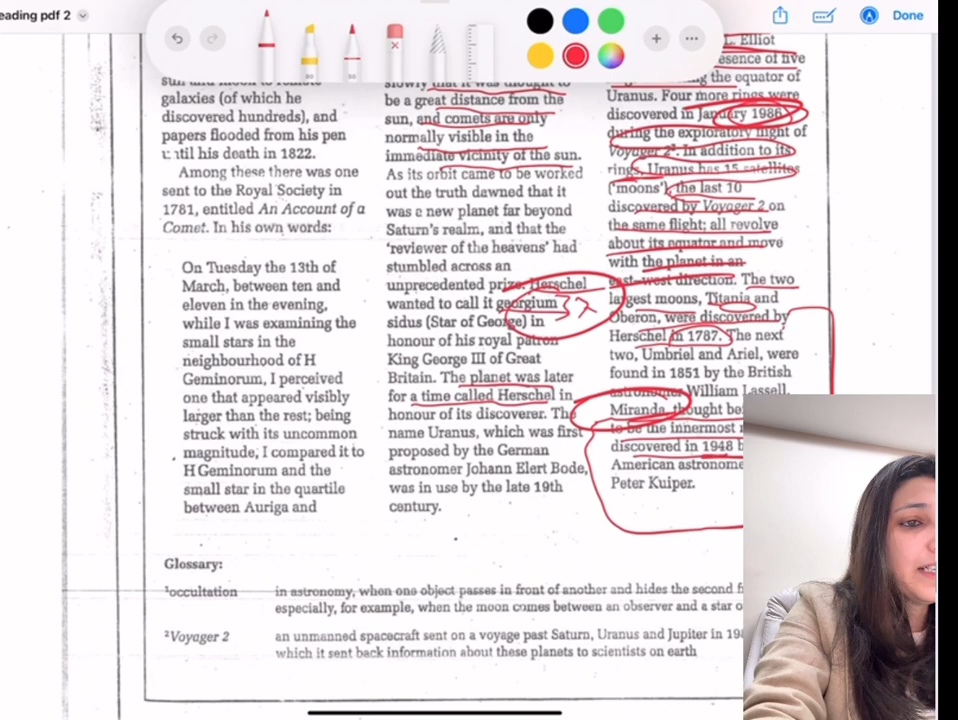 eading pdf 2
Done
galaxies (of which he
discovered hundreds), and
papers flooded from his pen
until his death in 1822.
Among these there was one
sent to the Royal Society in
1781, entitled An Account of a
Comet. In his own words:
On Tuesday the 13th of
March, between ten and
eleven in the evening,
while I was examining the
small stars in the
neighbourhood of H
Geminorum, I perceived
one that appeared visibly
larger than the rest; being
struck with its uncommon
magnitude, I compared it to
H Geminorum and the
small star in the quartile
between Auriga and
slowly that it was thought to
be a great distance from the
sun, and comets are only
normally visible in the
immediate vicinity of the sun.
As its orbit came to be worked
out the truth dawned that it
was a new planet far beyond
Saturn's realm, and that the
'reviewer of the heavens' had
stumbled across an
unprecedented prize. Herschel
wanted to call it georgium
sidus (Star of George) in
honour of his royal patron
King George III of Great
Britain. The planet was later
for a time called Herschel in
honour of its discoverer. The
name Uranus, which was first
proposed by the German
astronomer Johann Elert Bode,
was in use by the late 19th
century.
37
L. Elliot
esence of five
the equator of
Uranus. Four more rings were
discovered in January 1986
during the exploratory flight of
Voyager 2². In addition to its
rings, Uranus has 15 satellites
('moons'), the last 10
discovered by Voyager 2 on
the same flight; all revolve
about its equator and move
with the planet in an
east-west direction. The two
largest moons, Titania and
Oberon, were discovered by
Herschel in 1787. The next
two, Umbriel and Ariel, were
found in 1851 by the British
astronomer William Lassell.
Miranda, thought be
to be the innermost
discovered in 1948 b
American astronome
Peter Kuiper.
Glossary:
¹occultation in astronomy, when one object passes in front of another and hides the second f
especially, for example, when the moon comes between an observer and a star o
²Voyager 2 an unmanned spacecraft sent on a voyage past Saturn, Uranus and Jupiter in 198
which it sent back information about these planets to scientists on earth